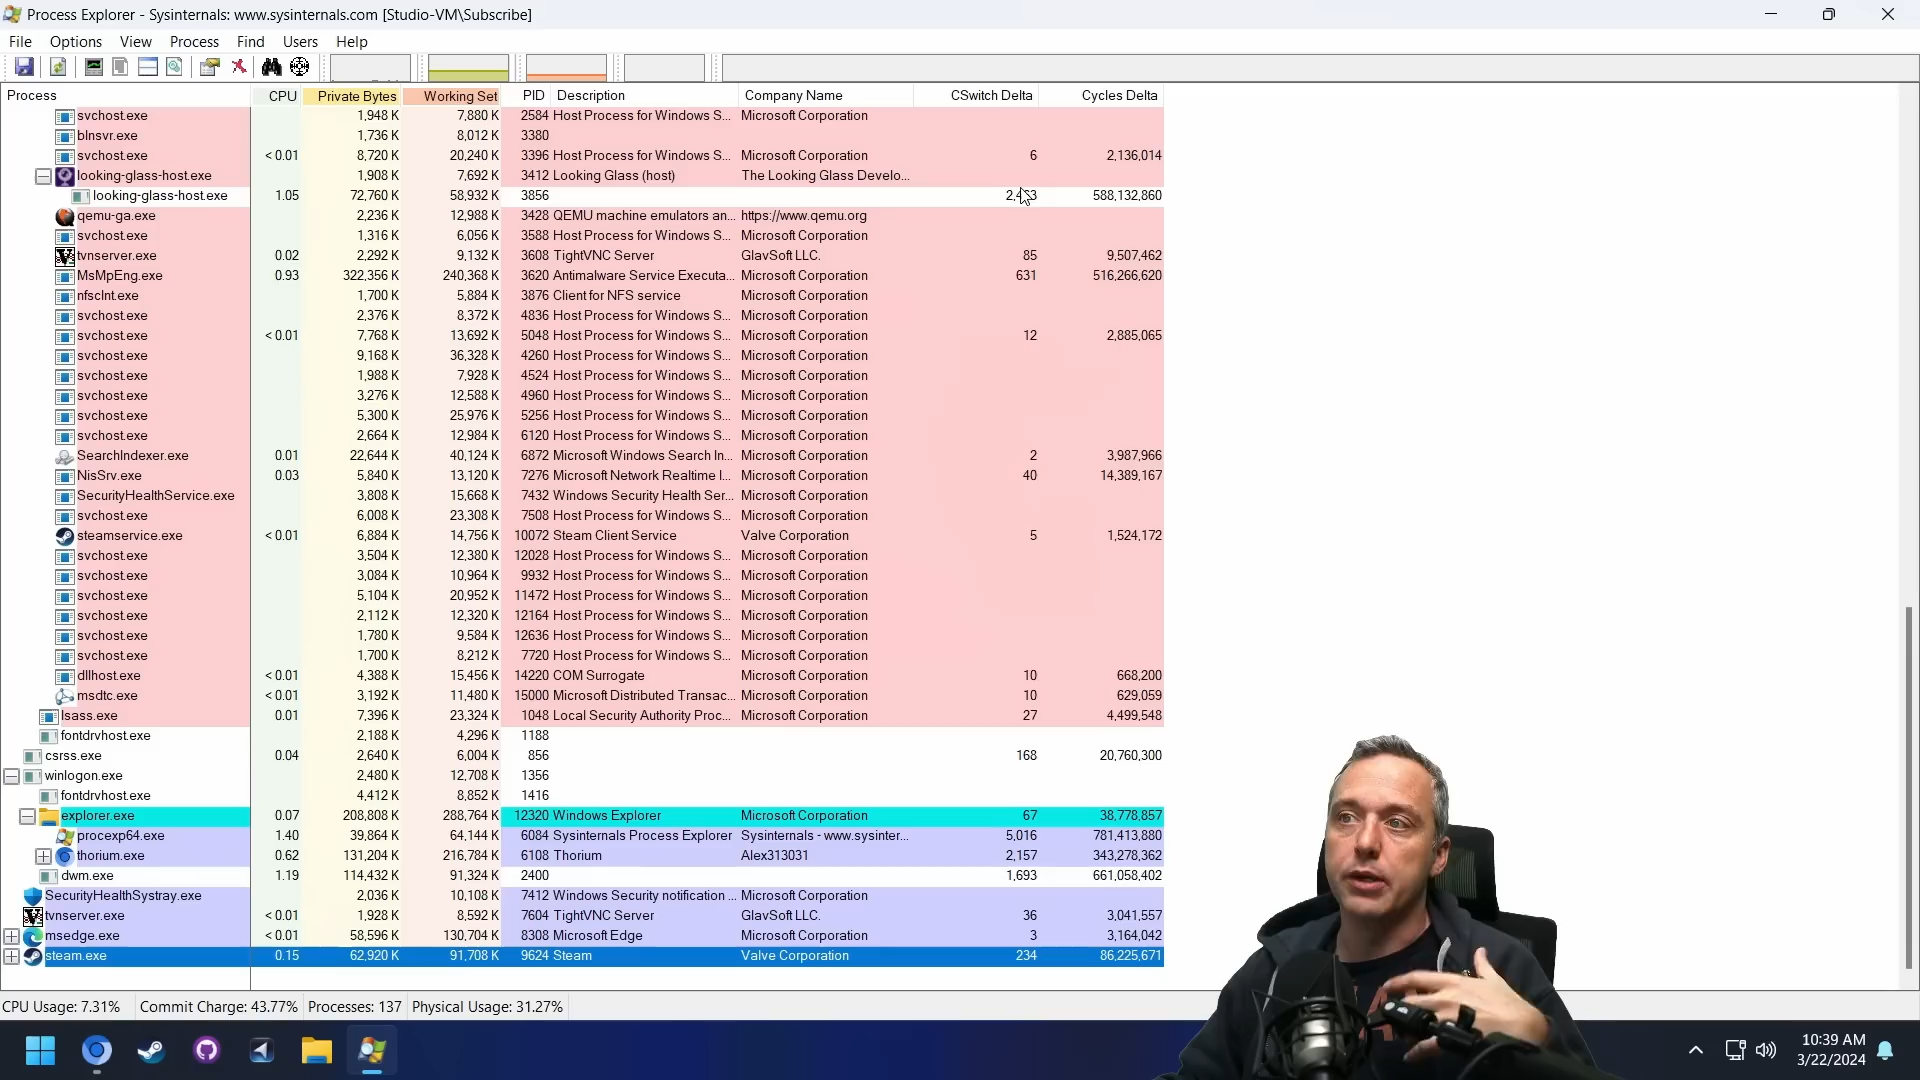 Process Explorer - Sysinternals: www.sysinternals.com [Studio-VM\Subscribe]
File Options View Process Find Users Help
Process CPU Private Bytes Working Set PID Description Company Name CSwitch Delta Cycles Delta
svchost.exe 1,948 K 7,880 K 2584 Host Process for Windows S... Microsoft Corporation
blnsvr.exe 1,736 K 8,012 K 3380
svchost.exe < 0.01 8,720 K 20,240 K 3396 Host Process for Windows S... Microsoft Corporation 6 2,136,014
looking-glass-host.exe 1,908 K 7,692 K 3412 Looking Glass (host) The Looking Glass Develo...
looking-glass-host.exe 1.05 72,760 K 58,932 K 3856 588,132,860
qemu-ga.exe 2,236 K 12,988 K 3428 QEMU machine emulators an... https://www.qemu.org
svchost.exe 1,316 K 6,056 K 3588 Host Process for Windows S... Microsoft Corporation
tvnserver.exe 0.02 2,292 K 9,132 K 3608 TightVNC Server GlavSoft LLC. 85 9,507,462
MsMpEng.exe 0.93 322,356 K 240,368 K 3620 Antimalware Service Executa... Microsoft Corporation 631 516,266,620
nfsclnt.exe 1,700 K 5,884 K 3876 Client for NFS service Microsoft Corporation
svchost.exe 2,376 K 8,372 K 4836 Host Process for Windows S... Microsoft Corporation
svchost.exe < 0.01 7,768 K 13,692 K 5048 Host Process for Windows S... Microsoft Corporation 12 2,885,065
svchost.exe 9,168 K 36,328 K 4260 Host Process for Windows S... Microsoft Corporation
svchost.exe 1,988 K 7,928 K 4524 Host Process for Windows S... Microsoft Corporation
svchost.exe 3,276 K 12,588 K 4960 Host Process for Windows S... Microsoft Corporation
svchost.exe 5,300 K 25,976 K 5256 Host Process for Windows S... Microsoft Corporation
svchost.exe 2,664 K 12,984 K 6120 Host Process for Windows S... Microsoft Corporation
SearchIndexer.exe 0.01 22,644 K 40,124 K 6872 Microsoft Windows Search In... Microsoft Corporation 2 3,987,966
NisSrv.exe 0.03 5,840 K 13,120 K 7276 Microsoft Network Realtime I... Microsoft Corporation 40 14,389,167
SecurityHealthService.exe 3,808 K 15,668 K 7432 Windows Security Health Ser... Microsoft Corporation
svchost.exe 6,008 K 23,308 K 7508 Host Process for Windows S... Microsoft Corporation
steamservice.exe < 0.01 6,884 K 14,756 K 10072 Steam Client Service Valve Corporation 5 1,524,172
svchost.exe 3,504 K 12,380 K 12028 Host Process for Windows S... Microsoft Corporation
svchost.exe 3,084 K 10,964 K 9932 Host Process for Windows S... Microsoft Corporation
svchost.exe 5,104 K 20,952 K 11472 Host Process for Windows S... Microsoft Corporation
svchost.exe 2,112 K 12,320 K 12164 Host Process for Windows S... Microsoft Corporation
svchost.exe 1,780 K 9,584 K 12636 Host Process for Windows S... Microsoft Corporation
svchost.exe 1,700 K 8,212 K 7720 Host Process for Windows S... Microsoft Corporation
dllhost.exe < 0.01 4,388 K 15,456 K 14220 COM Surrogate Microsoft Corporation 10 668,200
msdtc.exe < 0.01 3,192 K 11,480 K 15000 Microsoft Distributed Transac... Microsoft Corporation 10 629,059
lsass.exe 0.01 7,396 K 23,324 K 1048 Local Security Authority Proc... Microsoft Corporation 27 4,499,548
fontdrvhost.exe 2,188 K 4,296 K 1188
csrss.exe 0.04 2,640 K 6,004 K 856 168 20,760,300
winlogon.exe 2,480 K 12,708 K 1356
fontdrvhost.exe 4,412 K 8,852 K 1416
explorer.exe 0.07 208,808 K 288,764 K 12320 Windows Explorer Microsoft Corporation 67 38,778,857
procexp64.exe 1.40 39,864 K 64,144 K 6084 Sysinternals Process Explorer Sysinternals - www.sysinter... 5,016 781,413,880
thorium.exe 0.62 131,204 K 216,784 K 6108 Thorium Alex313031 2,157 343,278,362
dwm.exe 1.19 114,432 K 91,324 K 2400 1,693 661,058,402
SecurityHealthSystray.exe 2,036 K 10,108 K 7412 Windows Security notification ... Microsoft Corporation
tvnserver.exe < 0.01 1,928 K 8,592 K 7604 TightVNC Server GlavSoft LLC. 36 3,041,557
msedge.exe < 0.01 58,596 K 130,704 K 8308 Microsoft Edge Microsoft Corporation 3 3,164,042
steam.exe 0.15 62,920 K 91,708 K 9624 Steam Valve Corporation 234 86,225,671
CPU Usage: 7.31% Commit Charge: 43.77% Processes: 137 Physical Usage: 31.27%
10:39 AM
3/22/2024